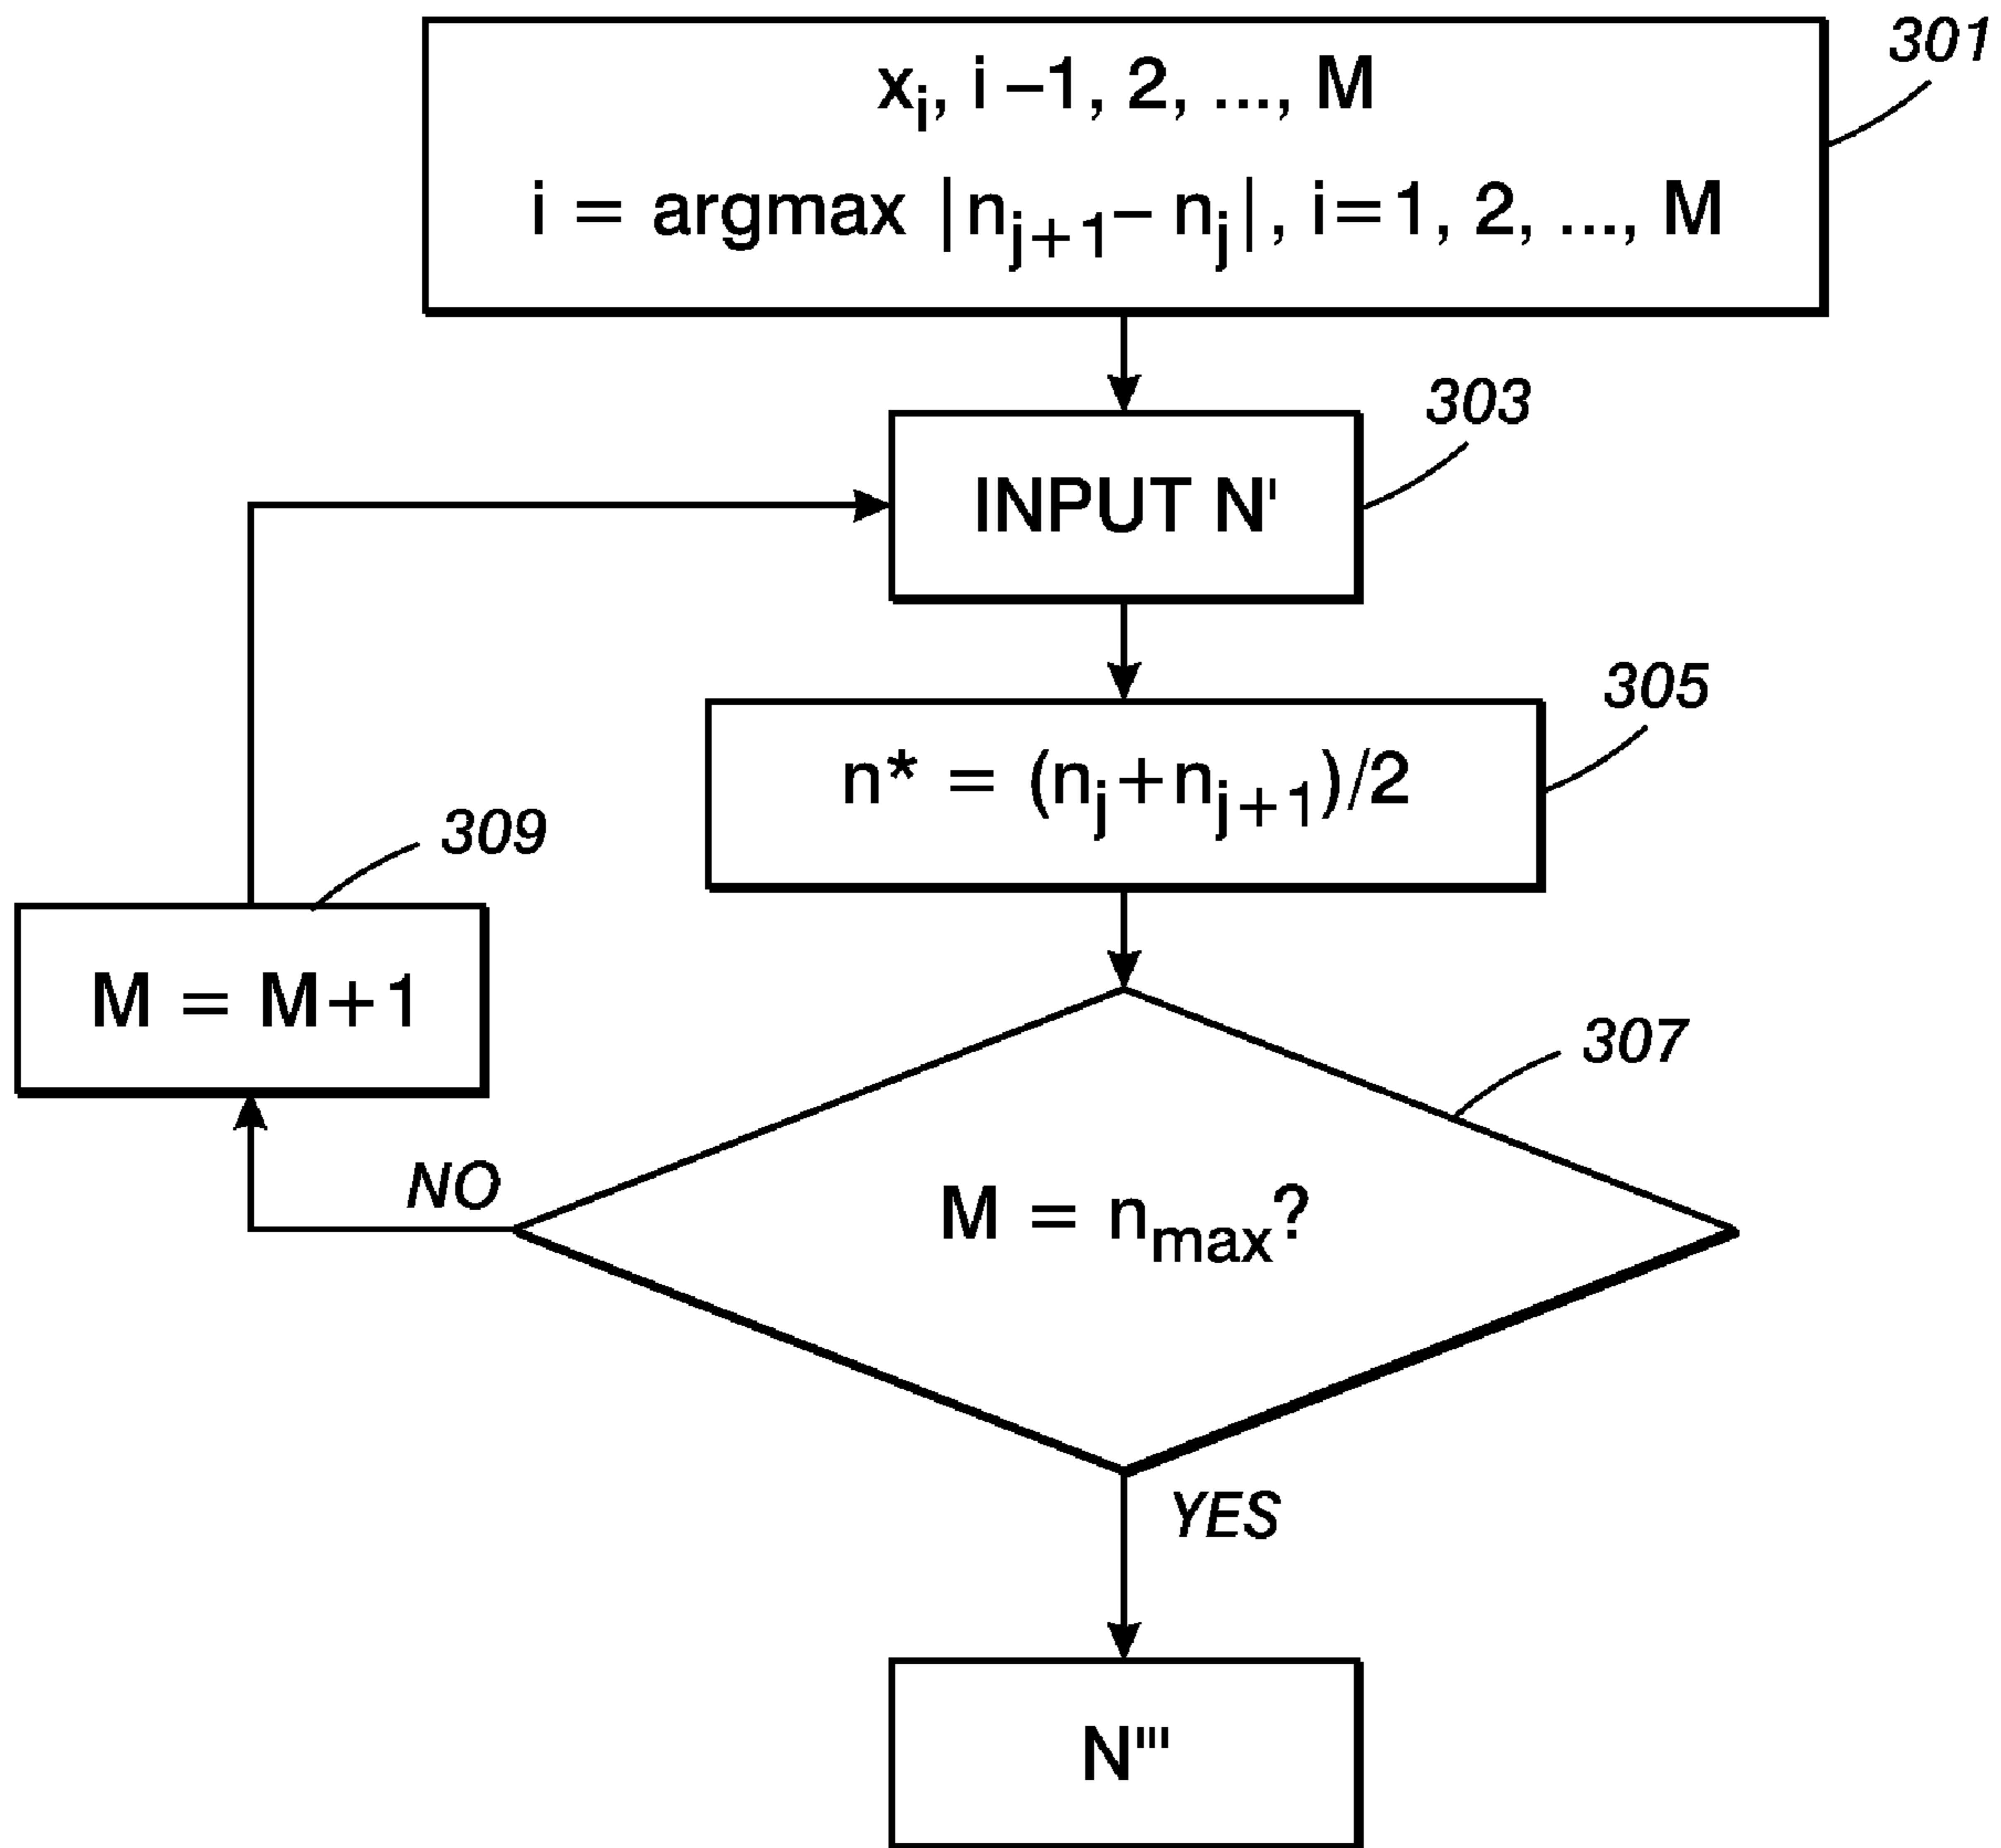 301
xᵢ, i –1, 2, ..., M
i = argmax |nⱼ₊₁– nⱼ|, i=1, 2, ..., M
303
INPUT N'
305
n* = (nⱼ+nⱼ₊₁)/2
309
M = M+1
307
M = nₘₐₓ?
NO
YES
N'''